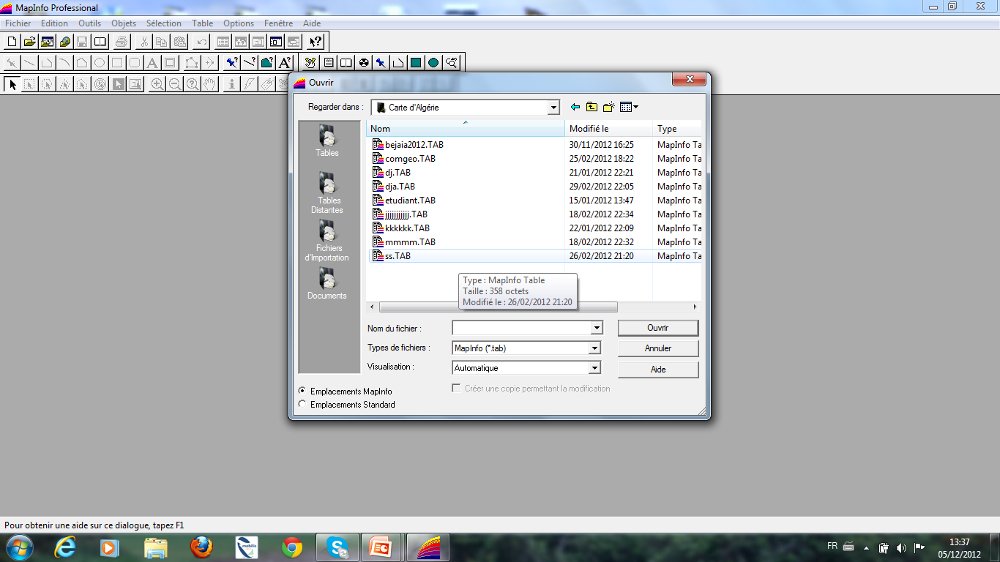 MapInfo Professional
Fichier Edition Outils Objets Sélection Table Options Fenêtre Aide
Ouvrir
Regarder dans : Carte d'Algérie
Nom Modifié le Type
bejaia2012.TAB 30/11/2012 16:25 MapInfo Ta
comgeo.TAB 25/02/2012 18:22 MapInfo Ta
dj.TAB 21/01/2012 22:21 MapInfo Ta
dja.TAB 29/02/2012 22:05 MapInfo Ta
etudiant.TAB 15/01/2012 13:47 MapInfo Ta
jjjjjjjjjjj.TAB 18/02/2012 22:34 MapInfo Ta
kkkkkk.TAB 22/01/2012 22:09 MapInfo Ta
mmmm.TAB 18/02/2012 22:32 MapInfo Ta
ss.TAB 26/02/2012 21:20 MapInfo Ta
Tables
Tables
Distantes
Fichiers
d'Importation
Documents
Type : MapInfo Table
Taille : 358 octets
Modifié le : 26/02/2012 21:20
Nom du fichier : Ouvrir
Types de fichiers : MapInfo (*.tab) Annuler
Visualisation : Automatique Aide
Créer une copie permettant la modification
Emplacements MapInfo
Emplacements Standard
Pour obtenir une aide sur ce dialogue, tapez F1
mobilis
FR
13:37
05/12/2012